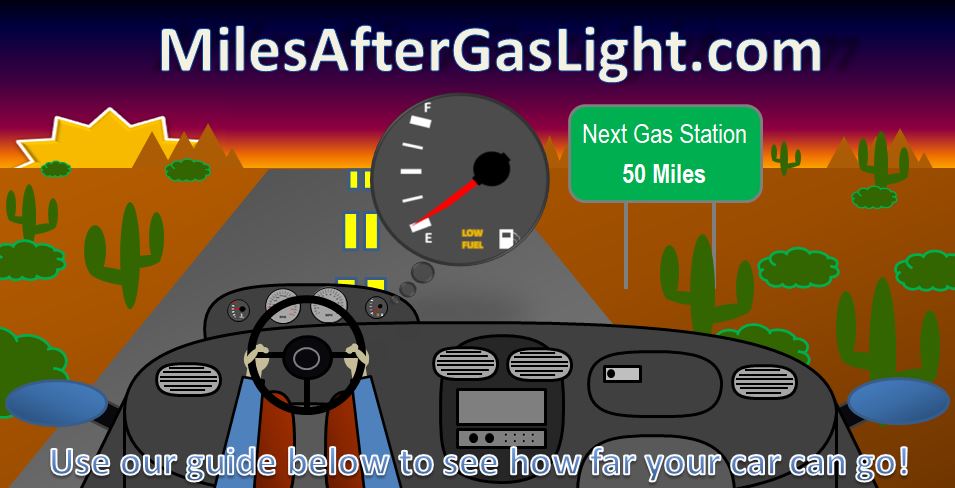 MilesAfterGasLight.com
F
Next Gas Station
50 Miles
E
LOW
FUEL
Use our guide below to see how far your car can go!